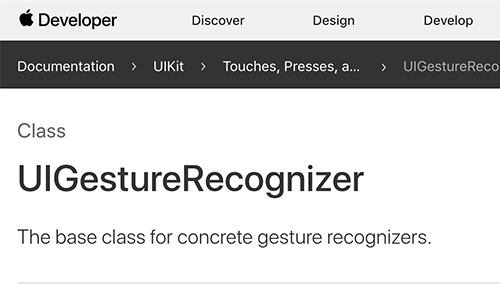 Developer Discover Design Develop
Documentation > UIKit > Touches, Presses, a... > UIGestureReco
Class
UIGestureRecognizer
The base class for concrete gesture recognizers.